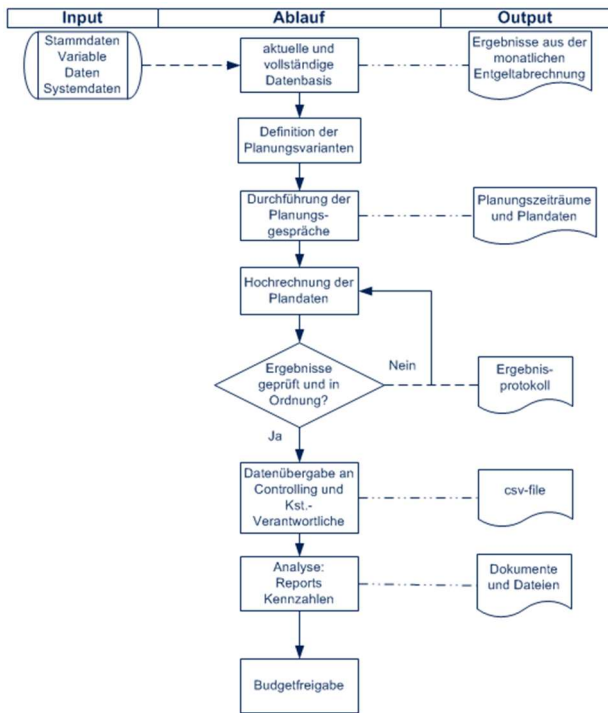 Input
Ablauf
Output
Stammdaten
Variable
Daten
Systemdaten
aktuelle und
vollständige
Datenbasis
Ergebnisse aus der
monatlichen
Entgeltabrechnung
Definition der
Planungsvarianten
Durchführung der
Planungs-
gespräche
Planungszeiträume
und Plandaten
Hochrechnung der
Plandaten
Ergebnisse
geprüft und in
Ordnung?
Nein
Ergebnis-
protokoll
Ja
Datenübergabe an
Controlling und
Kst.-
Verantwortliche
csv-file
Analyse:
Reports
Kennzahlen
Dokumente
und Dateien
Budgetfreigabe